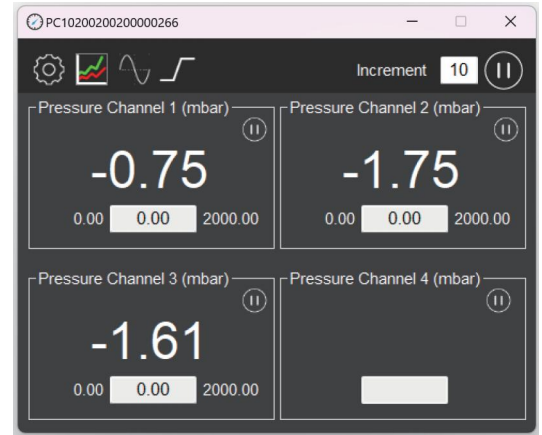 PC10200200200000266
Increment 10
Pressure Channel 1 (mbar)
-0.75
0.00 0.00 2000.00
Pressure Channel 2 (mbar)
-1.75
0.00 0.00 2000.00
Pressure Channel 3 (mbar)
-1.61
0.00 0.00 2000.00
Pressure Channel 4 (mbar)